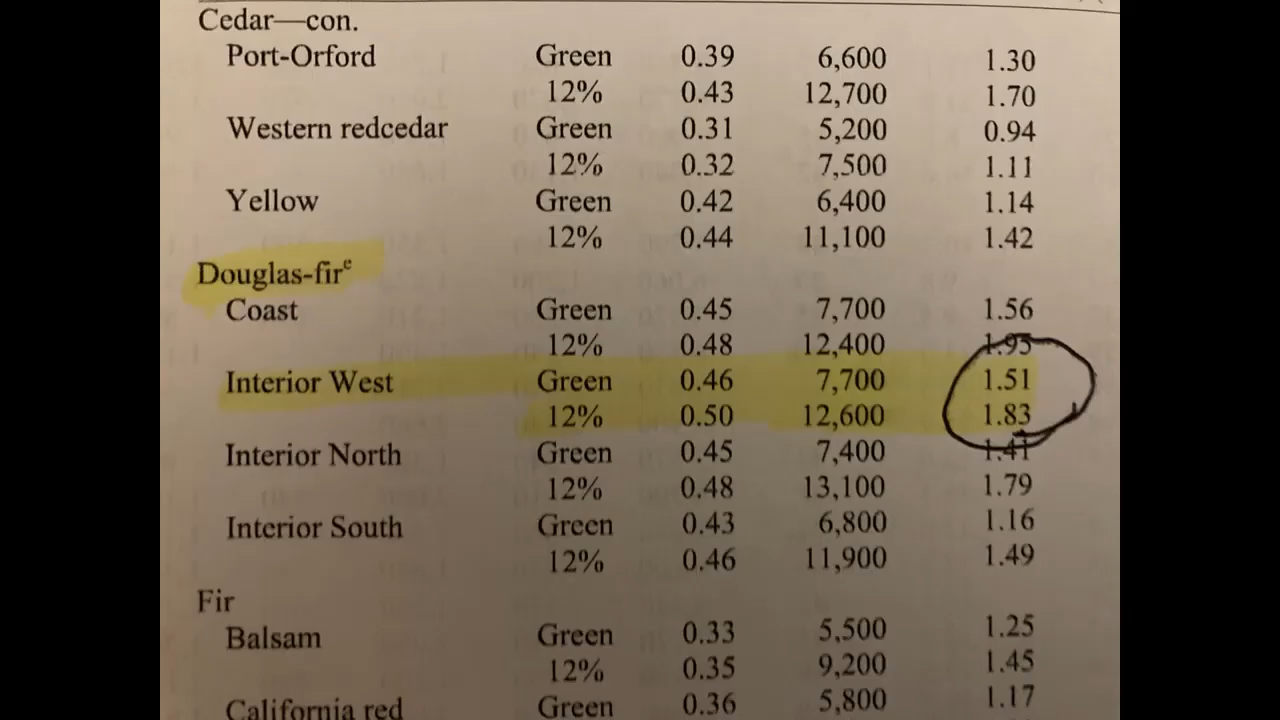 Cedar—con.
Port-Orford Green 0.39 6,600 1.30
12% 0.43 12,700 1.70
Western redcedar Green 0.31 5,200 0.94
12% 0.32 7,500 1.11
Yellow Green 0.42 6,400 1.14
12% 0.44 11,100 1.42
Douglas-firᵉ
Coast Green 0.45 7,700 1.56
12% 0.48 12,400 1.95
Interior West Green 0.46 7,700 1.51
12% 0.50 12,600 1.83
Interior North Green 0.45 7,400 1.41
12% 0.48 13,100 1.79
Interior South Green 0.43 6,800 1.16
12% 0.46 11,900 1.49
Fir
Balsam Green 0.33 5,500 1.25
12% 0.35 9,200 1.45
California red Green 0.36 5,800 1.17